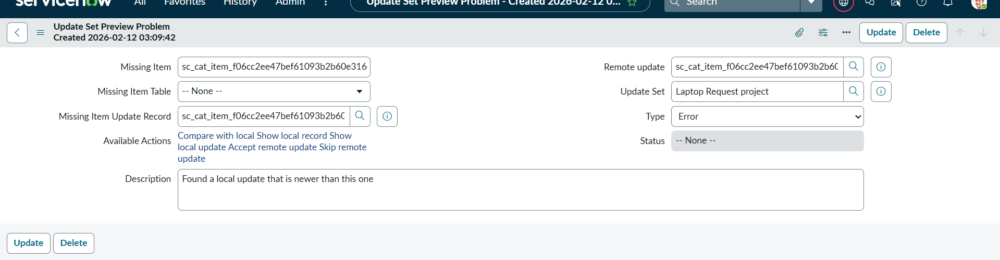 servicenow All Favorites History Admin Update Set Preview Problem - Created 2026-02-12 0... Search
Update Set Preview Problem
Created 2026-02-12 03:09:42
Update Delete
Missing Item sc_cat_item_f06cc2ee47bef61093b2b60e316
Remote update sc_cat_item_f06cc2ee47bef61093b2b60
Missing Item Table -- None --
Update Set Laptop Request project
Missing Item Update Record sc_cat_item_f06cc2ee47bef61093b2b60
Type Error
Available Actions Compare with local Show local record Show
local update Accept remote update Skip remote
update
Status -- None --
Description Found a local update that is newer than this one
Update Delete